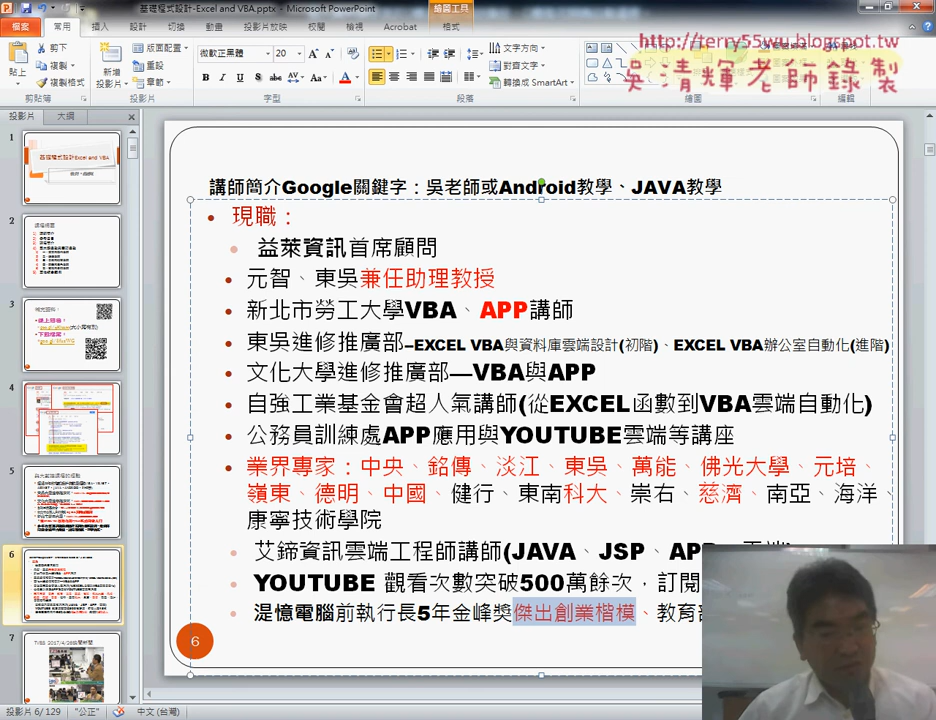 基礎程式設計-Excel and VBA.pptx - Microsoft PowerPoint
繪圖工具
檔案 常用 插入 設計 切換 動畫 投影片放映 校閱 檢視 Acrobat 格式
http://terry55wu.blogspot.tw
吳清輝老師錄製
貼上 剪下 複製 複製格式
新增投影片 版面配置 重設 章節
微軟正黑體 20
文字方向 對齊文字 轉換成 SmartArt
剪貼簿 投影片 字型 段落 繪圖 編輯
投影片 大綱
1
2
3
4
5
6
7
講師簡介Google關鍵字：吳老師或Android教學、JAVA教學
現職：
益萊資訊首席顧問
元智、東吳兼任助理教授
新北市勞工大學VBA、APP講師
東吳進修推廣部—EXCEL VBA與資料庫雲端設計(初階)、EXCEL VBA辦公室自動化(進階)
文化大學進修推廣部—VBA與APP
自強工業基金會超人氣講師(從EXCEL函數到VBA雲端自動化)
公務員訓練處APP應用與YOUTUBE雲端等講座
業界專家：中央、銘傳、淡江、東吳、萬能、佛光大學、元培、
嶺東、德明、中國、健行、東南科大、崇右、慈濟、南亞、海洋、
康寧技術學院
艾鍗資訊雲端工程師講師(JAVA、JSP、APP
YOUTUBE 觀看次數突破500萬餘次，訂閱
混憶電腦前執行長5年金峰獎傑出創業楷模、教育
6
投影片 6/129 "公正" 中文 (台灣)